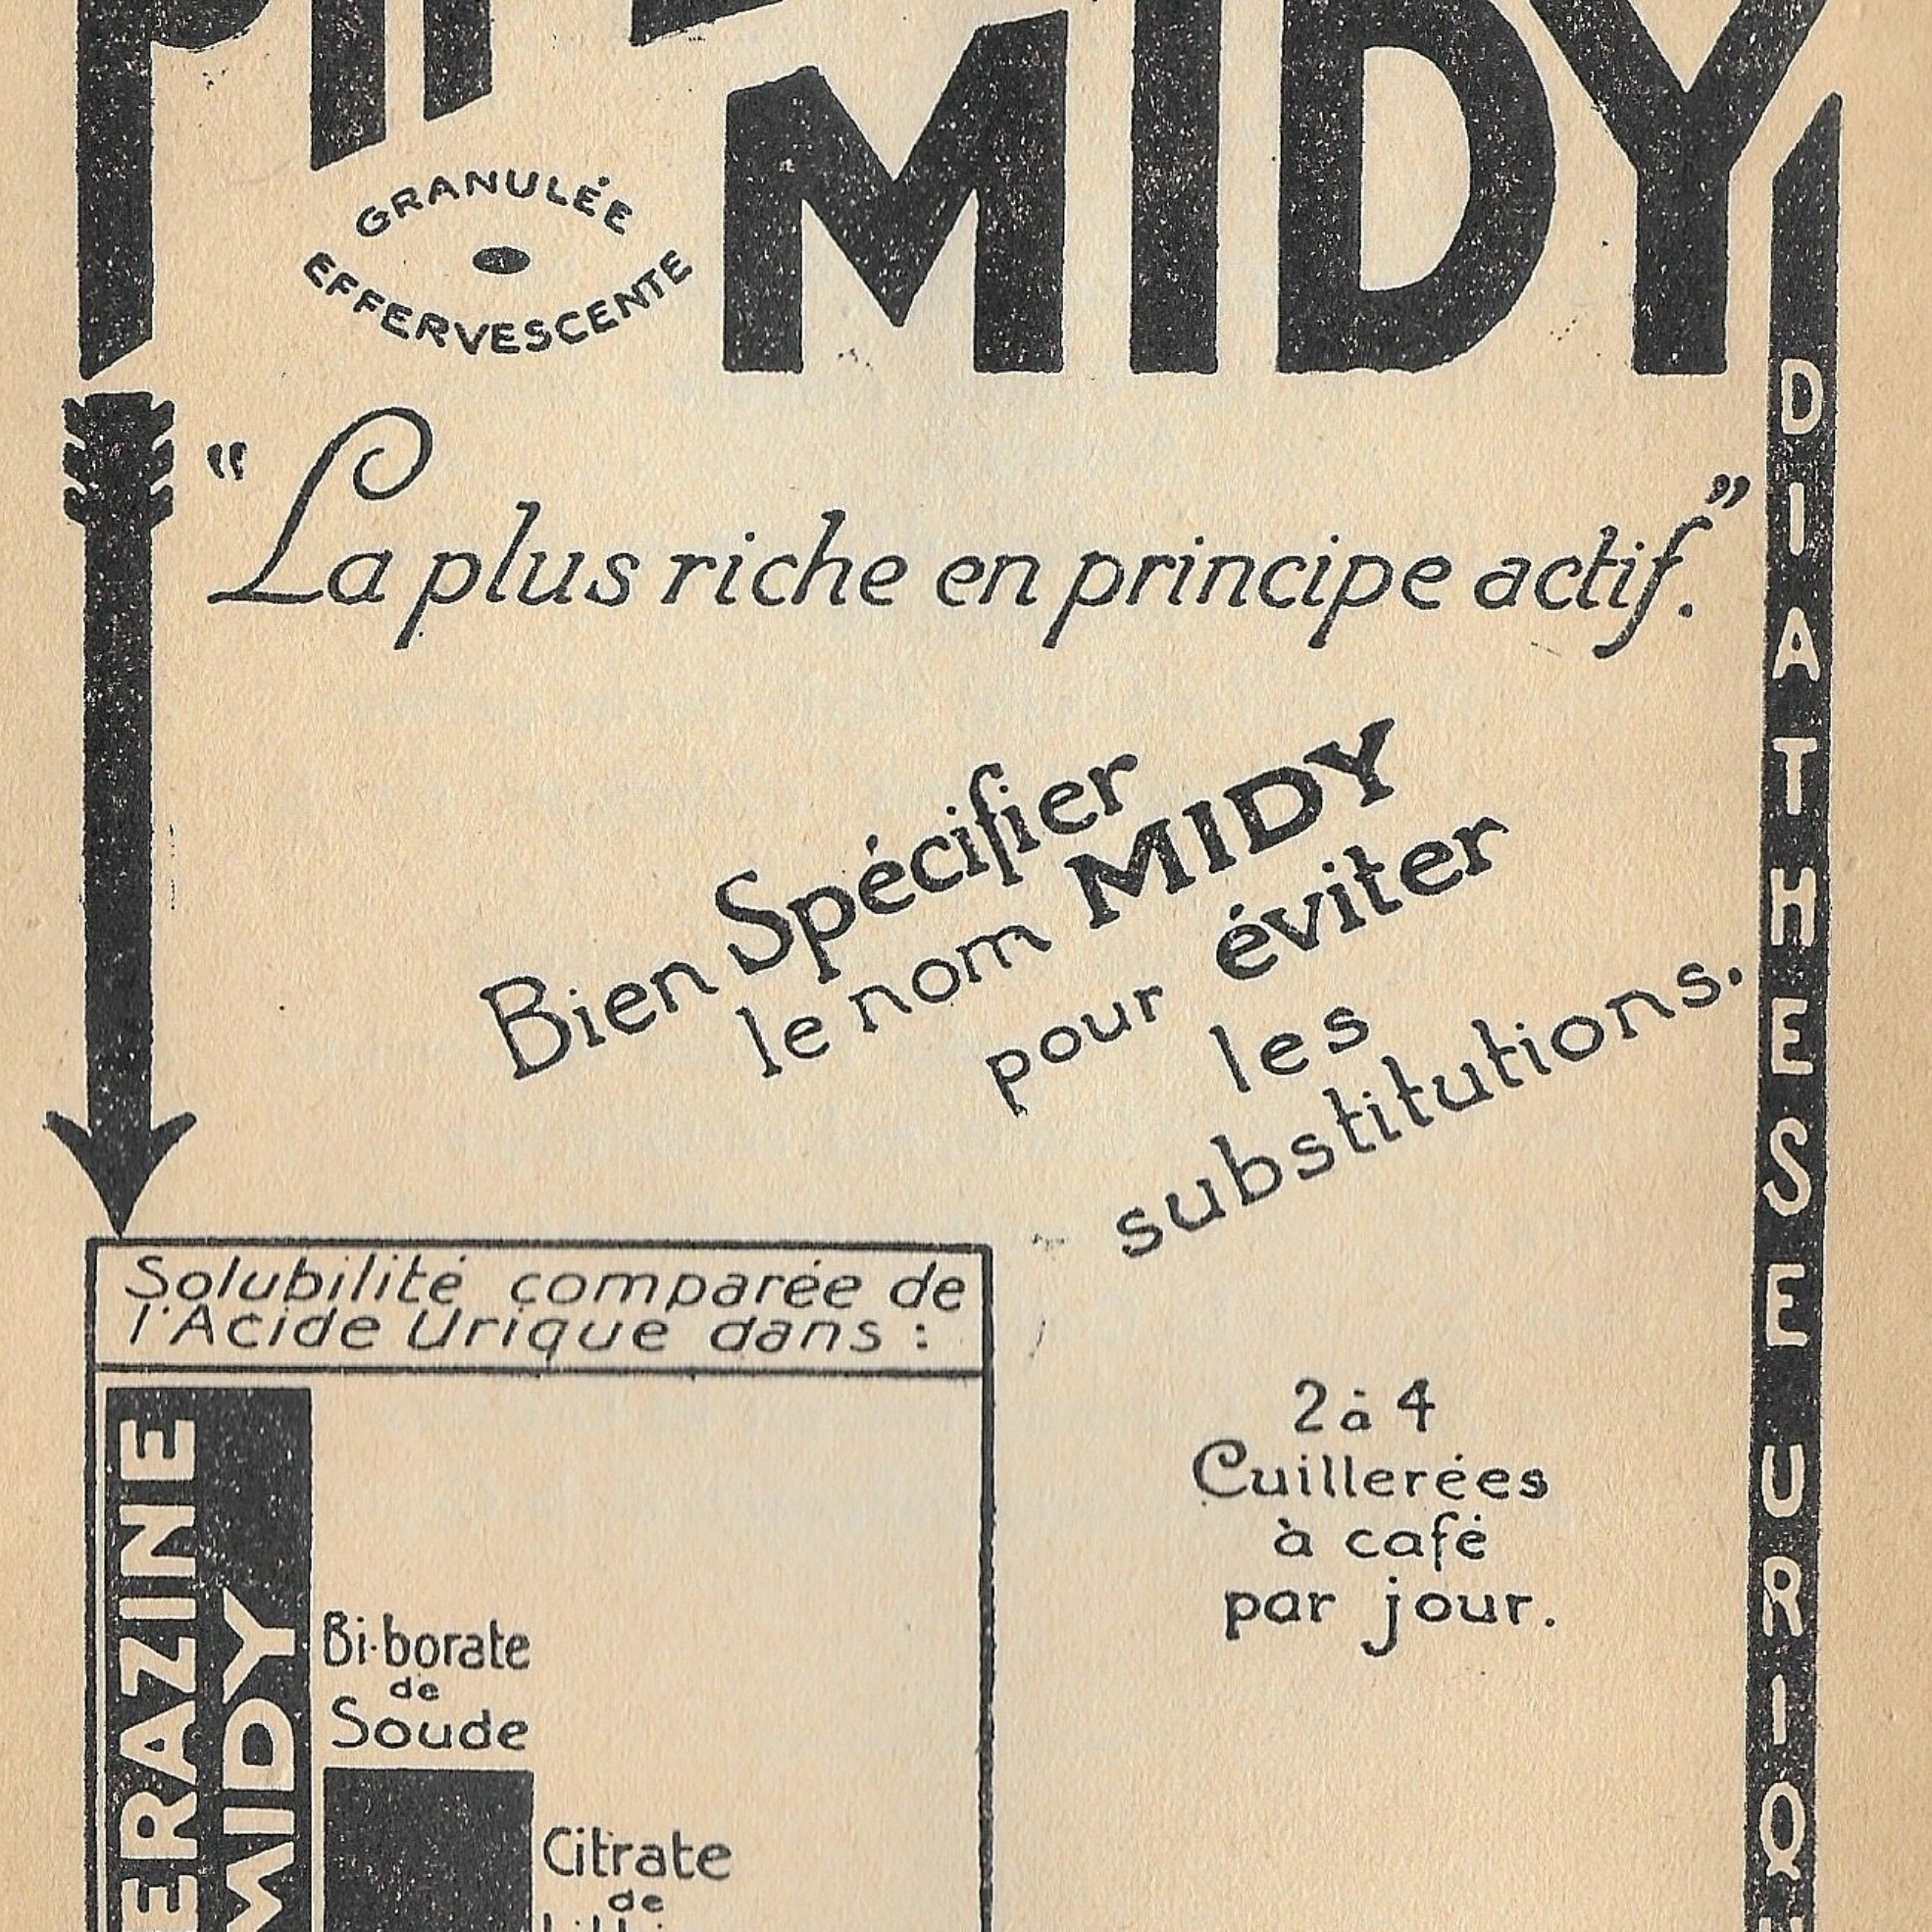 MIDY
GRANULÉE
EFFERVESCENTE
"La plus riche en principe actif."
Bien Spécifier
le nom MIDY
pour éviter
les
substitutions.
DIATHESE URIQ
Solubilité comparée de
l'Acide Urique dans :
ERAZINE
MIDY
Bi-borate
de
Soude
Citrate
de
2 à 4
Cuillerées
à café
par jour.